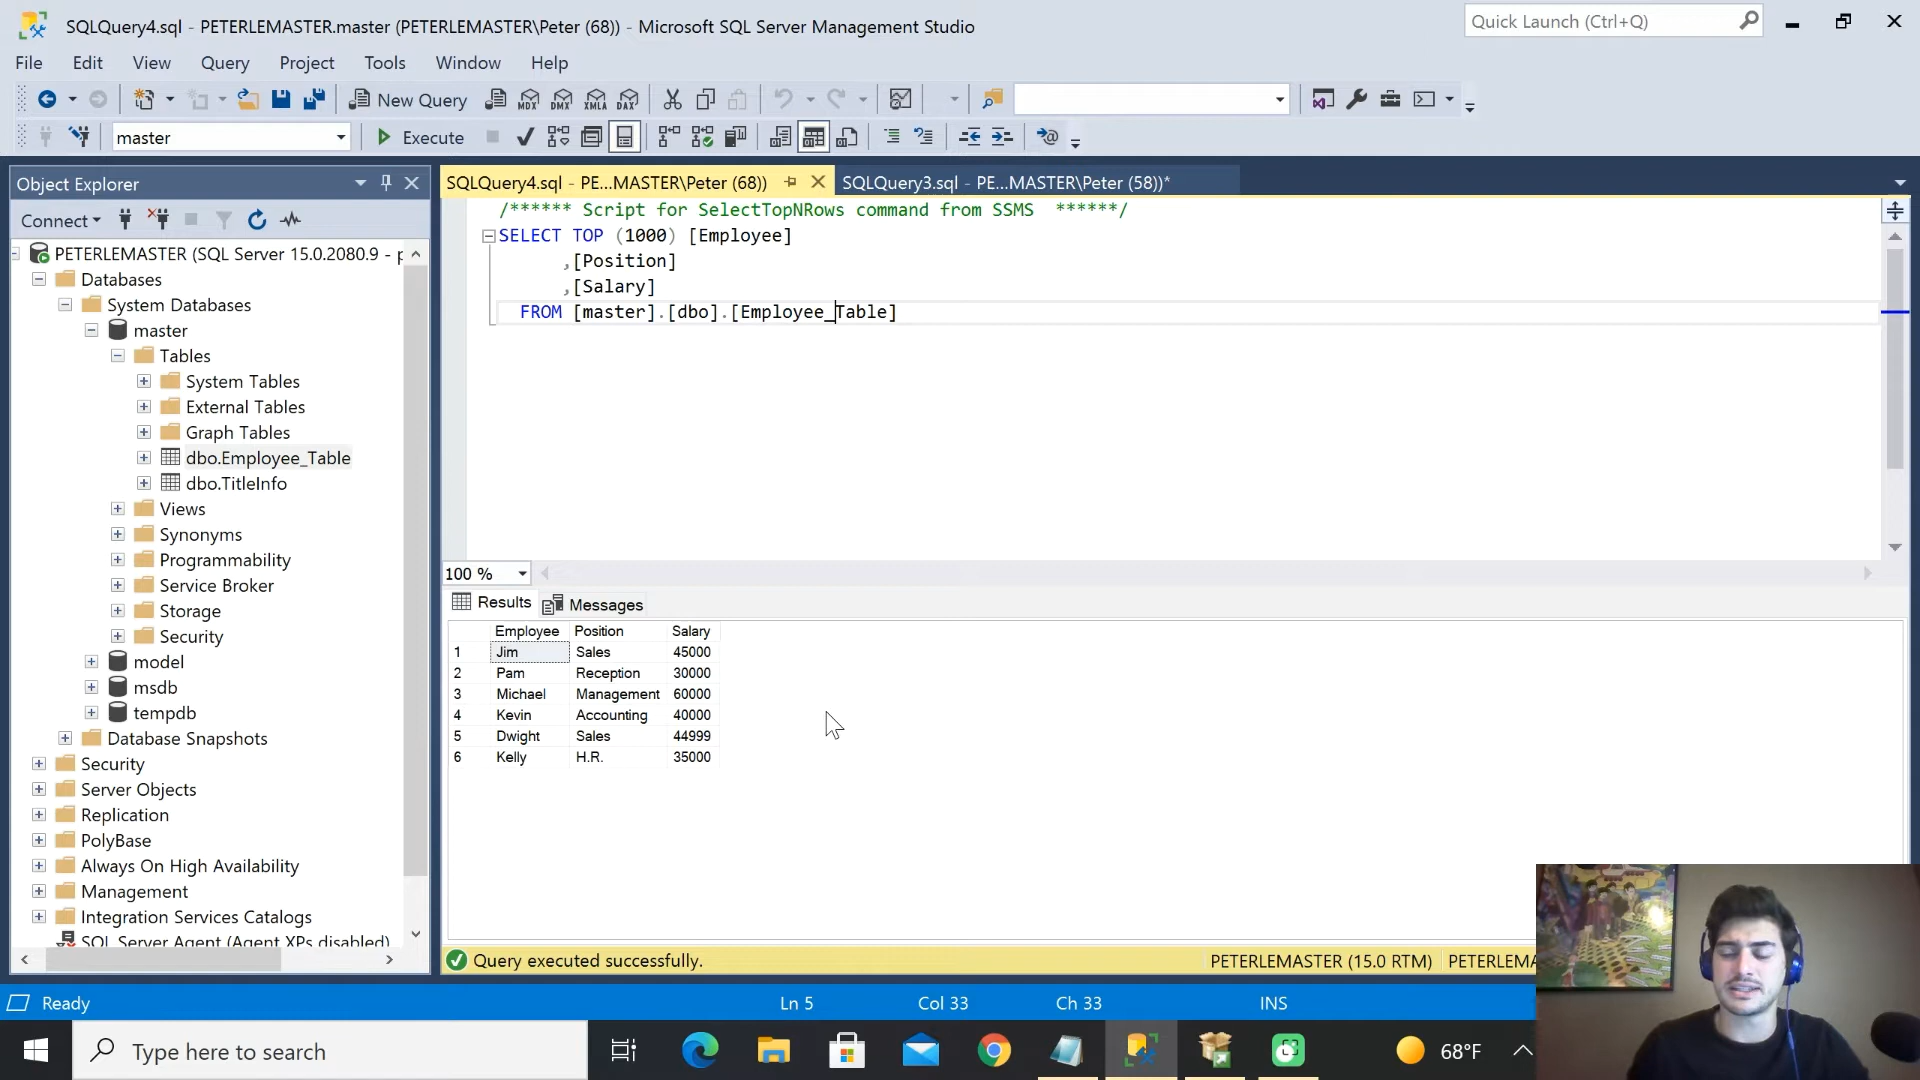 SQLQuery4.sql - PETERLEMASTER.master (PETERLEMASTER\Peter (68)) - Microsoft SQL Server Management Studio
Quick Launch (Ctrl+Q)
File Edit View Query Project Tools Window Help
New Query MDX DMX XMLA DAX
master Execute
Object Explorer
SQLQuery4.sql - PE...MASTER\Peter (68)) SQLQuery3.sql - PE...MASTER\Peter (58))*
Connect
PETERLEMASTER (SQL Server 15.0.2080.9 - p
Databases
System Databases
master
Tables
System Tables
External Tables
Graph Tables
dbo.Employee_Table
dbo.TitleInfo
Views
Synonyms
Programmability
Service Broker
Storage
Security
model
msdb
tempdb
Database Snapshots
Security
Server Objects
Replication
PolyBase
Always On High Availability
Management
Integration Services Catalogs
SQL Server Agent (Agent XPs disabled)
/****** Script for SelectTopNRows command from SSMS ******/
SELECT TOP (1000) [Employee]
,[Position]
,[Salary]
FROM [master].[dbo].[Employee_Table]
100 %
Results Messages
Employee Position Salary
1 Jim Sales 45000
2 Pam Reception 30000
3 Michael Management 60000
4 Kevin Accounting 40000
5 Dwight Sales 44999
6 Kelly H.R. 35000
Query executed successfully. PETERLEMASTER (15.0 RTM) PETERLEMA
Ready Ln 5 Col 33 Ch 33 INS
Type here to search 68°F